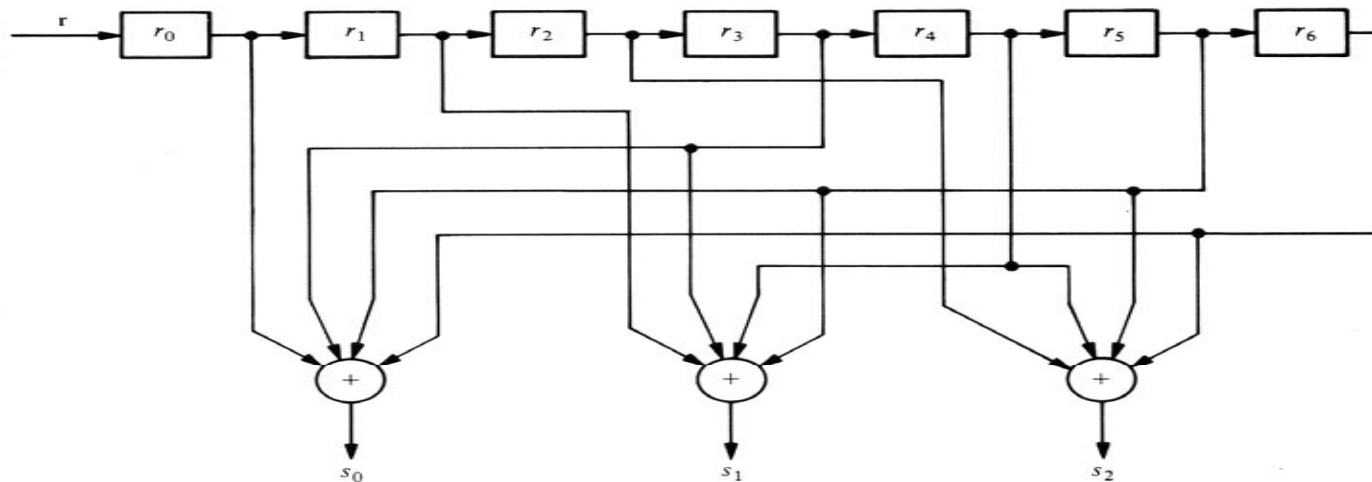 r r₀ r₁ r₂ r₃ r₄ r₅ r₆
+ + +
s₀ s₁ s₂